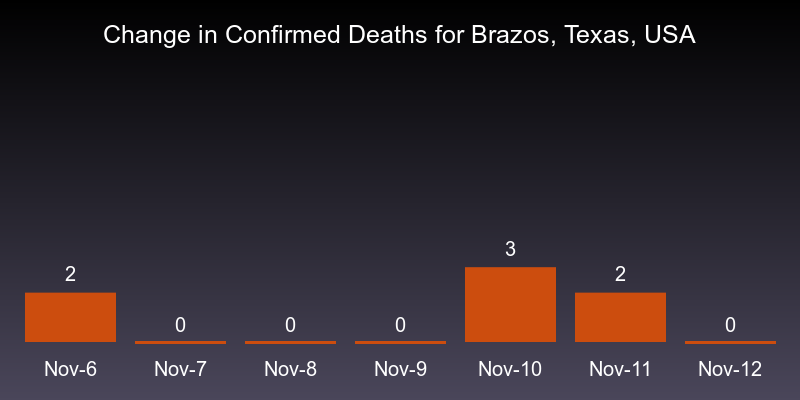 Change in Confirmed Deaths for Brazos, Texas, USA
3
2
2
0
0
0
0
Nov-6
Nov-7
Nov-8
Nov-9
Nov-10
Nov-11
Nov-12